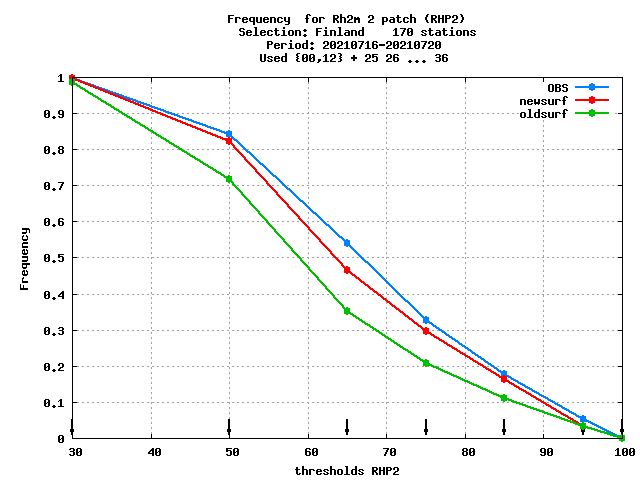 Frequency  for Rh2m 2 patch (RHP2)
Selection: Finland    170 stations
Period: 20210716-20210720
Used {00,12} + 25 26 ... 36
OBS
newsurf
oldsurf
1
0.9
0.8
0.7
0.6
0.5
0.4
0.3
0.2
0.1
0
Frequency
30 40 50 60 70 80 90 100
thresholds RHP2